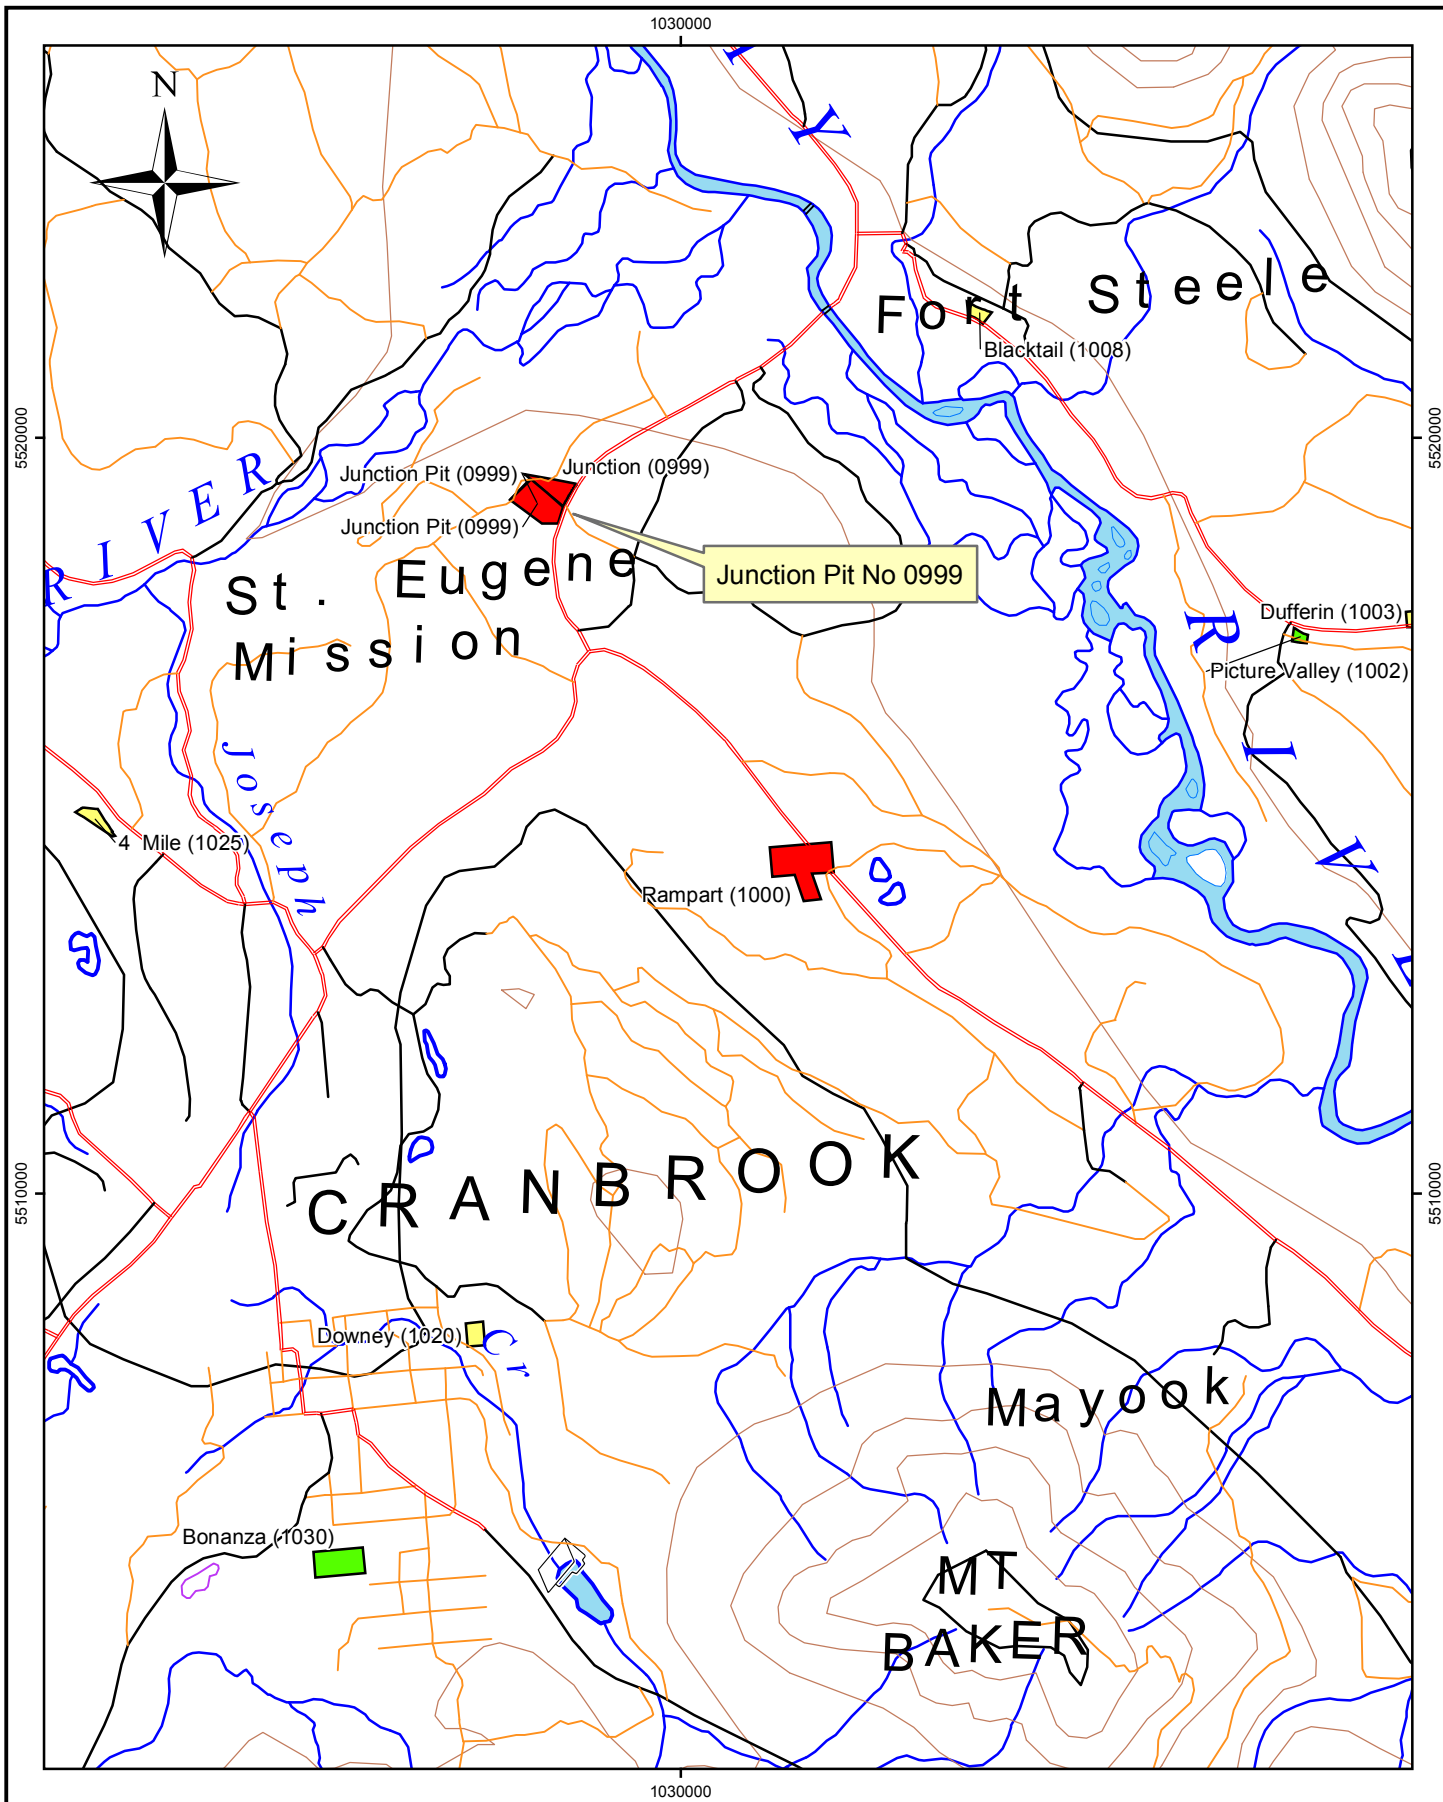 1030000
N
Y
Fort Steele
Blacktail (1008)
5520000
5520000
RIVER
Junction Pit (0999)
Junction (0999)
Junction Pit (0999)
Junction Pit No 0999
St. Eugene
Mission
Dufferin (1003)
Picture Valley (1002)
R I V
Joseph
4 Mile (1025)
Rampart (1000)
CRANBROOK
5510000
5510000
Downey (1020)
Cr
Mayook
Bonanza (1030)
MT
BAKER
1030000